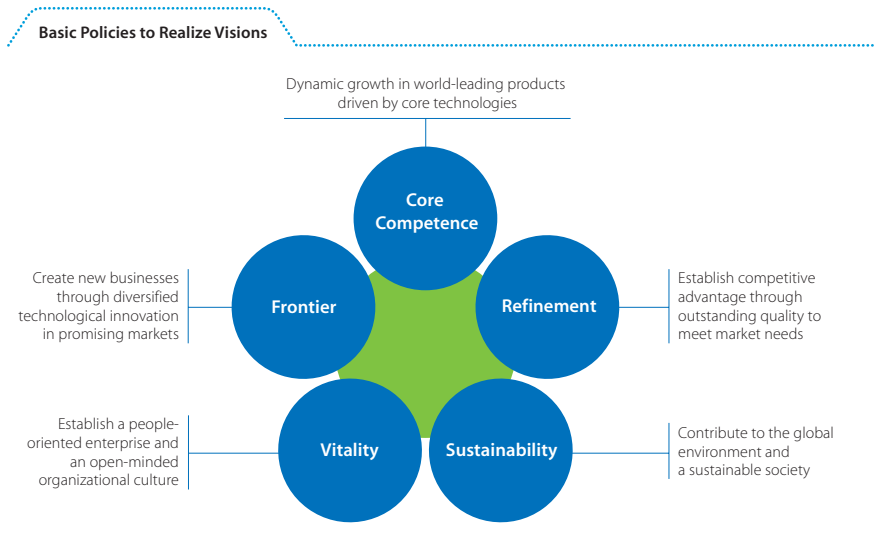 Basic Policies to Realize Visions
Dynamic growth in world-leading products
driven by core technologies
Core
Competence
Create new businesses
through diversified
technological innovation
in promising markets
Frontier
Refinement
Establish competitive
advantage through
outstanding quality to
meet market needs
Establish a people-
oriented enterprise and
an open-minded
organizational culture
Vitality
Sustainability
Contribute to the global
environment and
a sustainable society